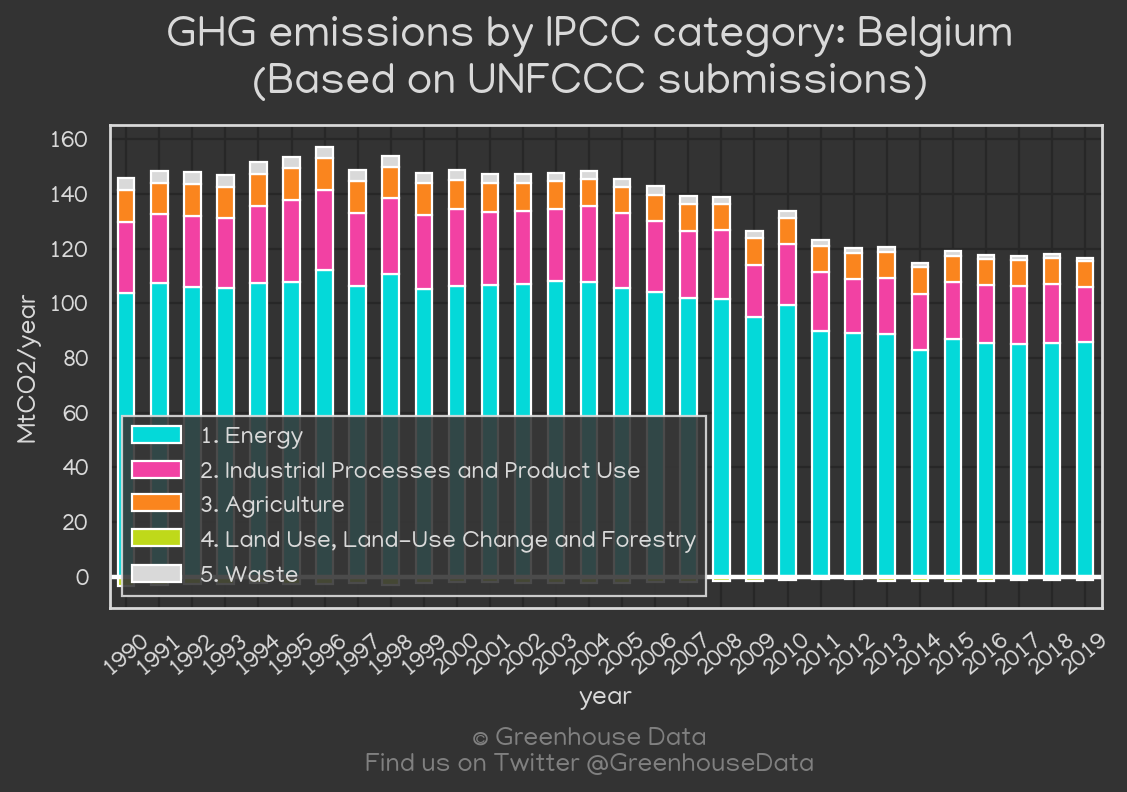 GHG emissions by IPCC category: Belgium
(Based on UNFCCC submissions)
MtCO2/year
160
140
120
100
80
60
40
20
0
1. Energy
2. Industrial Processes and Product Use
3. Agriculture
4. Land Use, Land-Use Change and Forestry
5. Waste
1990 1991 1992 1993 1994 1995 1996 1997 1998 1999 2000 2001 2002 2003 2004 2005 2006 2007 2008 2009 2010 2011 2012 2013 2014 2015 2016 2017 2018 2019
year
© Greenhouse Data
Find us on Twitter @GreenhouseData